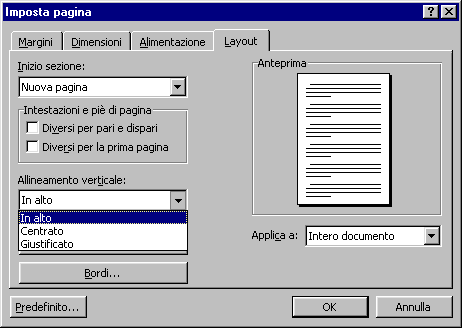 Imposta pagina
Margini
Dimensioni
Alimentazione
Layout
Inizio sezione:
Nuova pagina
Intestazioni e piè di pagina
Diversi per pari e dispari
Diversi per la prima pagina
Allineamento verticale:
In alto
In alto
Centrato
Giustificato
Bordi...
Anteprima
Applica a:
Intero documento
Predefinito...
OK
Annulla